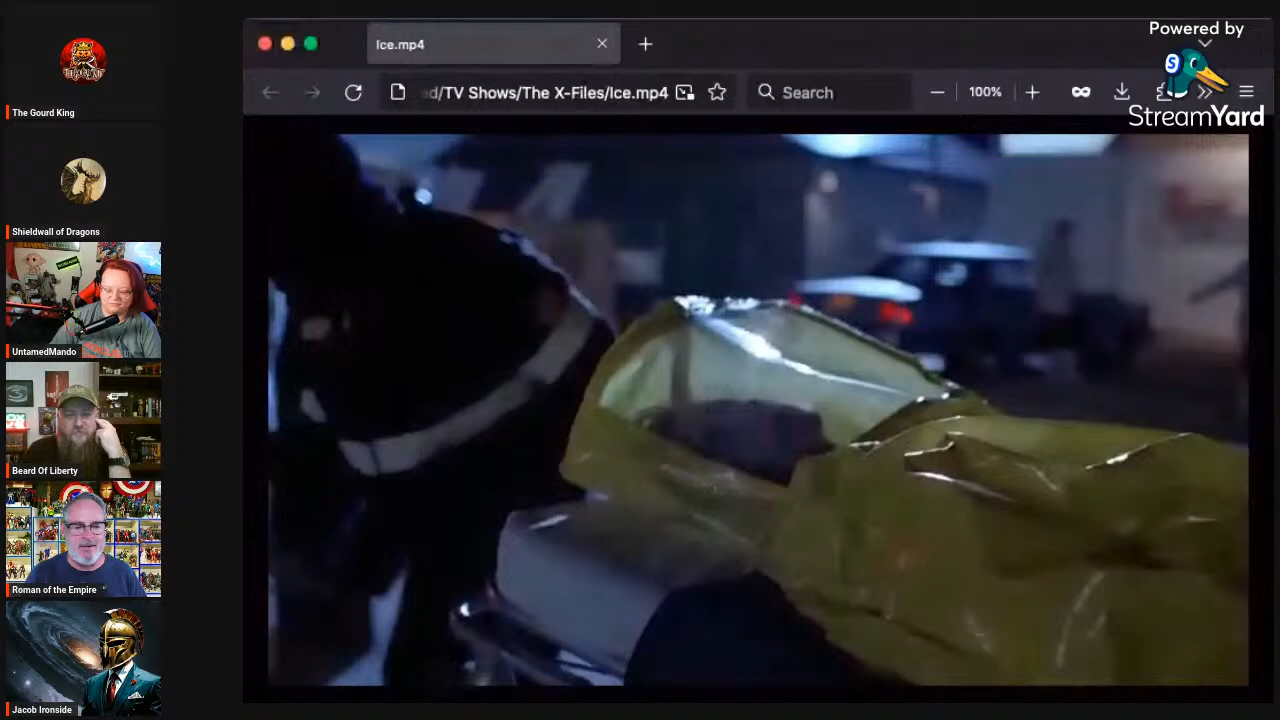 Ice.mp4
ed/TV Shows/The X-Files/Ice.mp4
Search
100%
Powered by
S
StreamYard
The Gourd King
Shieldwall of Dragons
UntamedMando
Beard Of Liberty
Roman of the Empire
Jacob Ironside